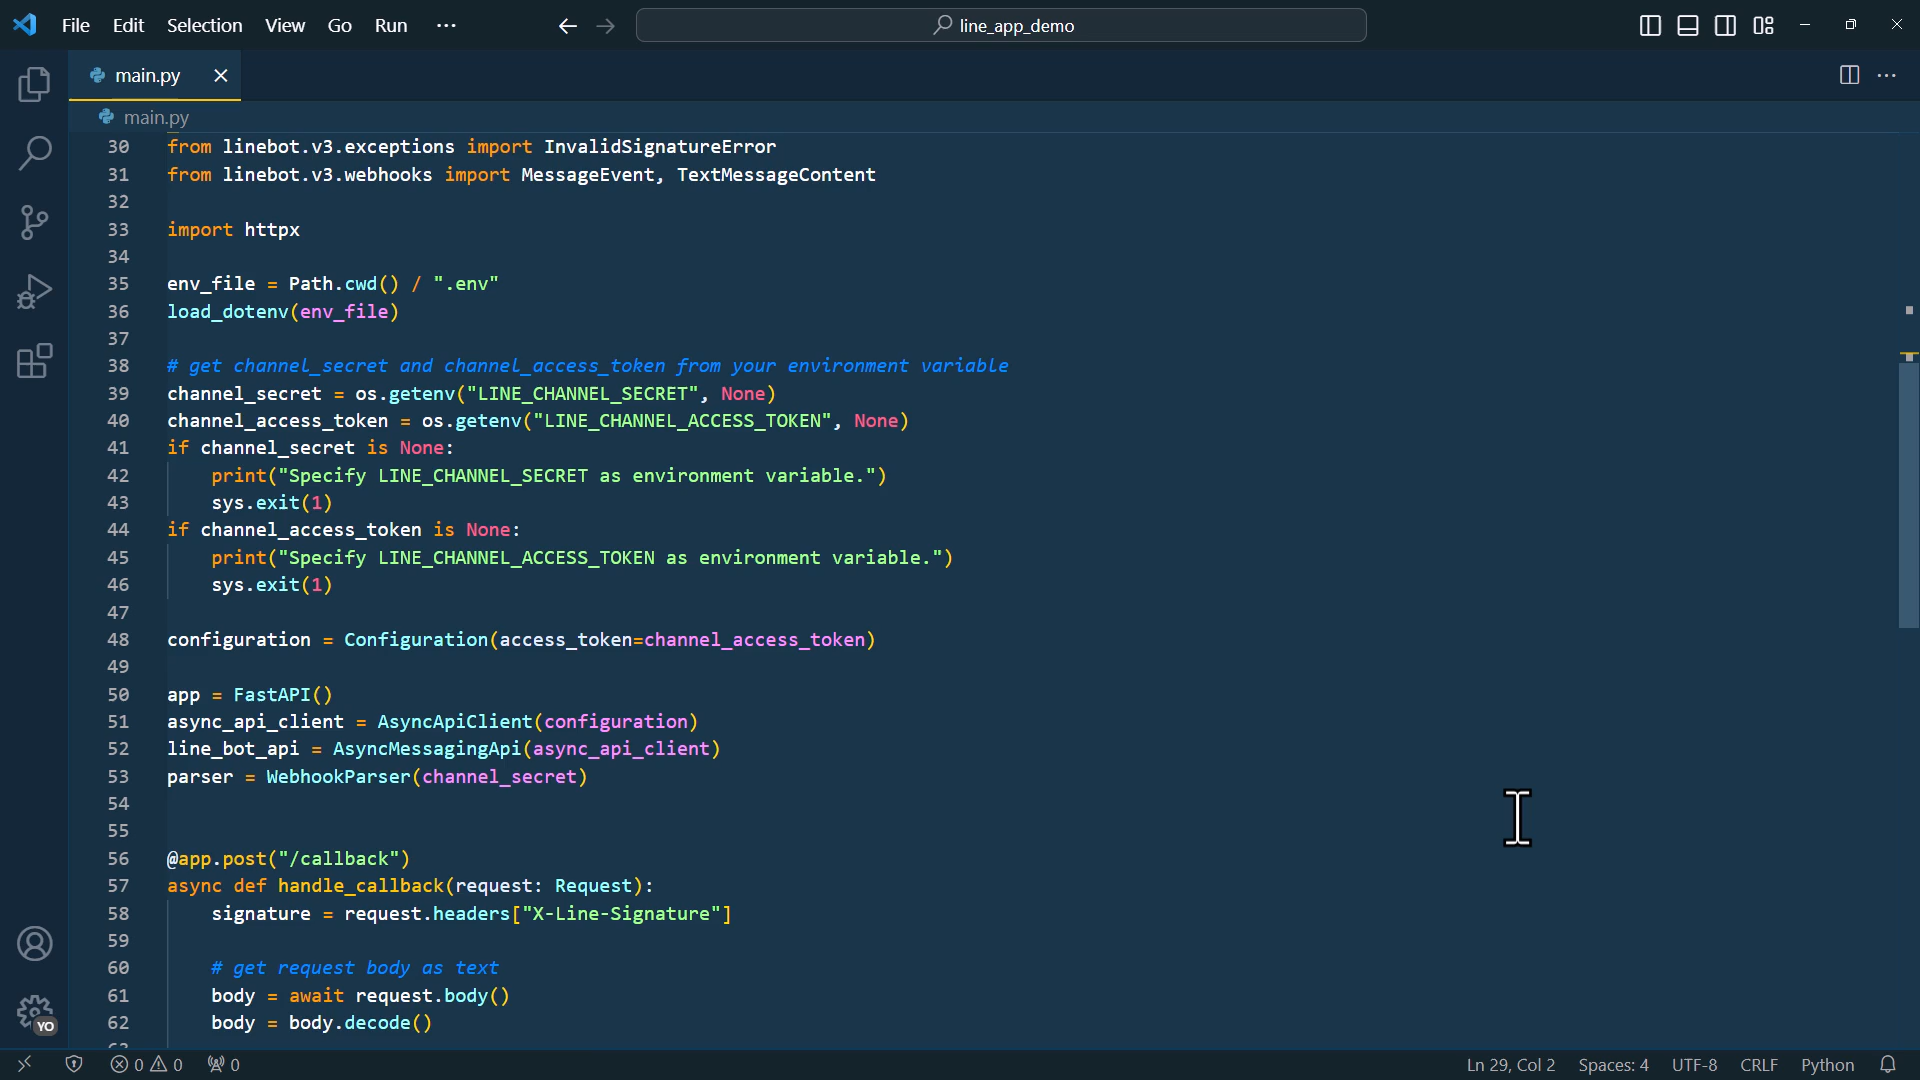 File Edit Selection View Go Run ··· line_app_demo
main.py
main.py
30 from linebot.v3.exceptions import InvalidSignatureError
31 from linebot.v3.webhooks import MessageEvent, TextMessageContent
32
33 import httpx
34
35 env_file = Path.cwd() / ".env"
36 load_dotenv(env_file)
37
38 # get channel_secret and channel_access_token from your environment variable
39 channel_secret = os.getenv("LINE_CHANNEL_SECRET", None)
40 channel_access_token = os.getenv("LINE_CHANNEL_ACCESS_TOKEN", None)
41 if channel_secret is None:
42     print("Specify LINE_CHANNEL_SECRET as environment variable.")
43     sys.exit(1)
44 if channel_access_token is None:
45     print("Specify LINE_CHANNEL_ACCESS_TOKEN as environment variable.")
46     sys.exit(1)
47
48 configuration = Configuration(access_token=channel_access_token)
49
50 app = FastAPI()
51 async_api_client = AsyncApiClient(configuration)
52 line_bot_api = AsyncMessagingApi(async_api_client)
53 parser = WebhookParser(channel_secret)
54
55
56 @app.post("/callback")
57 async def handle_callback(request: Request):
58     signature = request.headers["X-Line-Signature"]
59
60     # get request body as text
61     body = await request.body()
62     body = body.decode()
YO
0 0 0 Ln 29, Col 2 Spaces: 4 UTF-8 CRLF Python